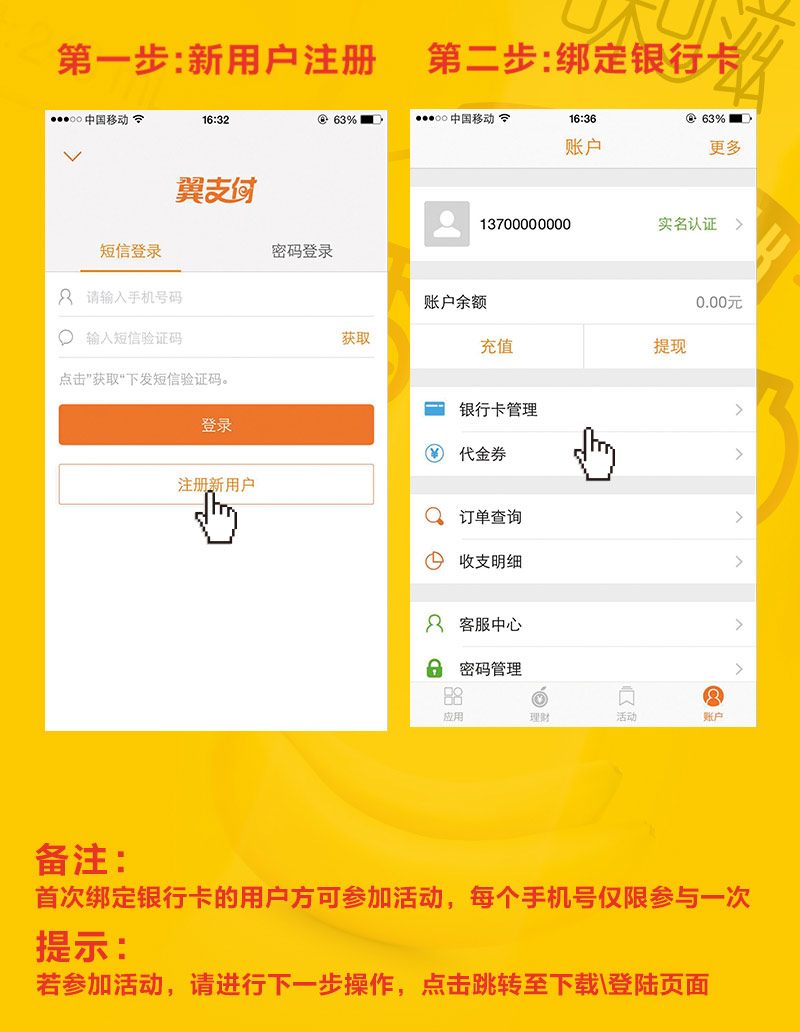 第一步:新用户注册
第二步:绑定银行卡
中国移动 16:32 63%
翼支付
短信登录 密码登录
请输入手机号码
输入短信验证码 获取
点击”获取“下发短信验证码。
登录
注册新用户
中国移动 16:36 63%
账户 更多
13700000000 实名认证
账户余额 0.00元
充值 提现
银行卡管理
代金券
订单查询
收支明细
客服中心
密码管理
应用 理财 活动 账户
备注：
首次绑定银行卡的用户方可参加活动，每个手机号仅限参与一次
提示：
若参加活动，请进行下一步操作，点击跳转至下载\登陆页面